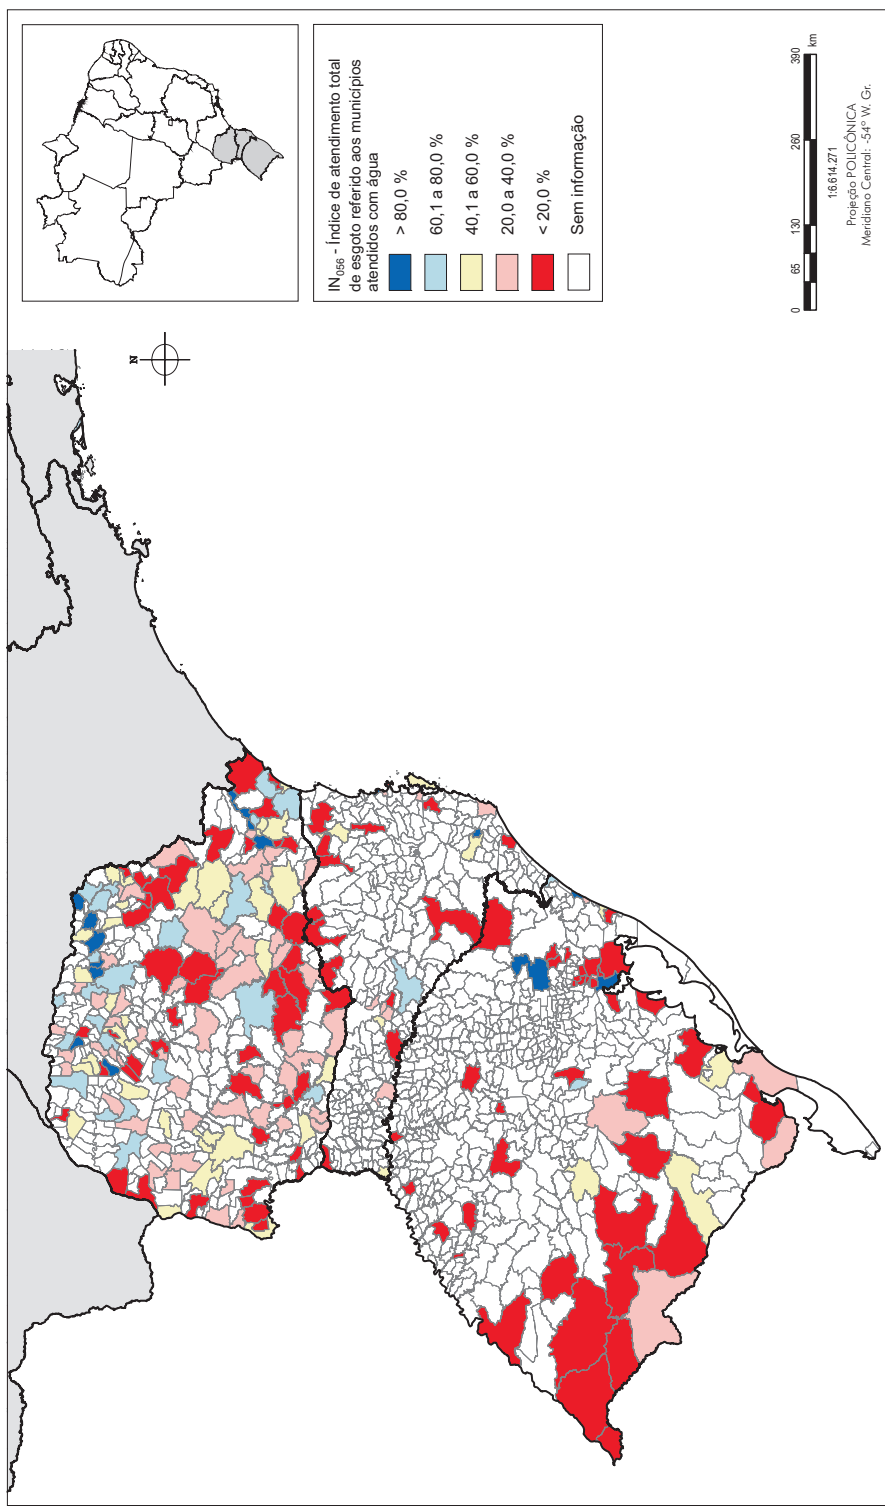 IN056 - Índice de atendimento total
de esgoto referido aos municípios
atendidos com água
> 80,0 %
60,1 a 80,0 %
40,1 a 60,0 %
20,0 a 40,0 %
< 20,0 %
Sem informação
N
0 65 130 260 390
km
1:6.614.271
Projeção POLICÔNICA
Meridiano Central: -54° W. Gr.